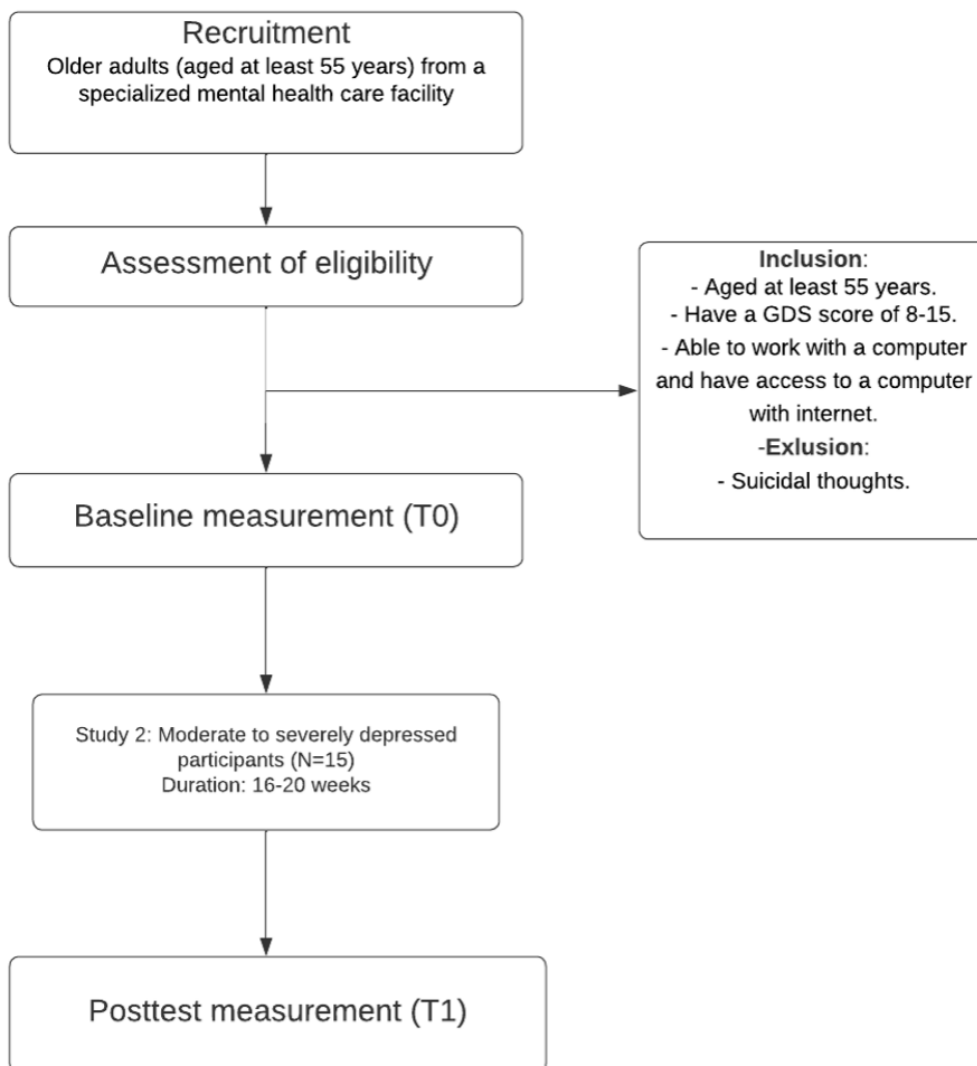 Recruitment
Older adults (aged at least 55 years) from a
specialized mental health care facility
Assessment of eligibility
Inclusion:
- Aged at least 55 years.
- Have a GDS score of 8-15.
- Able to work with a computer
and have access to a computer
with internet.
-Exlusion:
- Suicidal thoughts.
Baseline measurement (T0)
Study 2: Moderate to severely depressed
participants (N=15)
Duration: 16-20 weeks
Posttest measurement (T1)